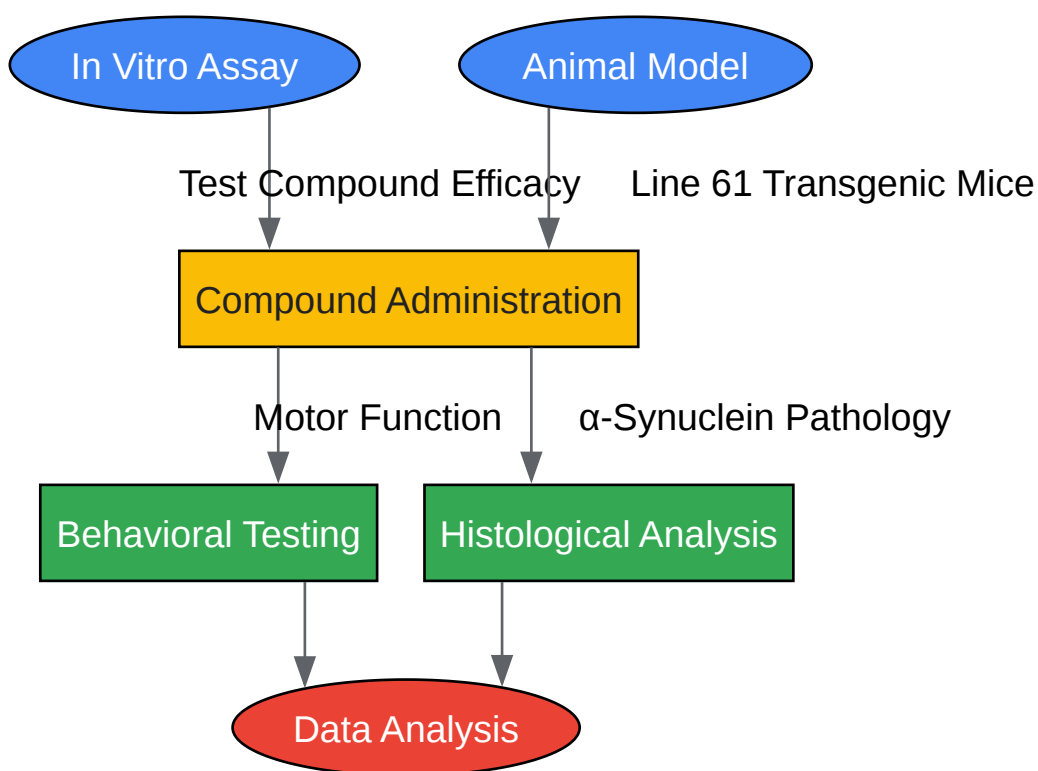 In Vitro Assay
Animal Model
Test Compound Efficacy
Line 61 Transgenic Mice
Compound Administration
Motor Function
α-Synuclein Pathology
Behavioral Testing
Histological Analysis
Data Analysis